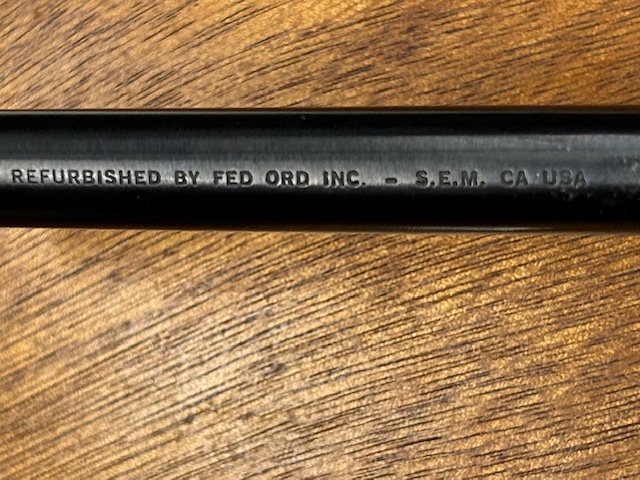 REFURBISHED BY FED ORD INC. - S.E.M. CA USA